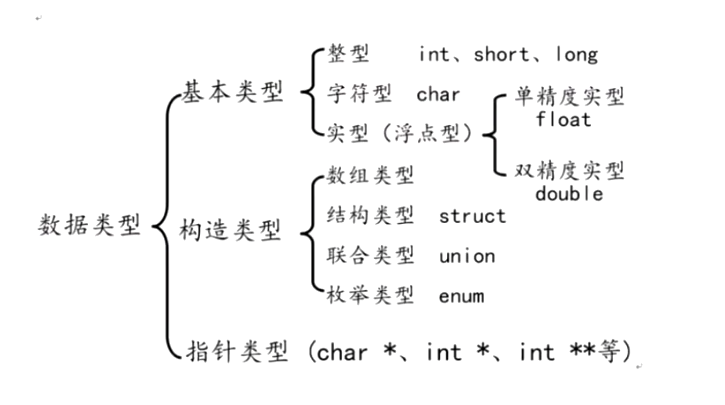 整型 int、short、long
基本类型
字符型 char
单精度实型
float
实型（浮点型）
双精度实型
double
数组类型
数据类型
构造类型
结构类型 struct
联合类型 union
枚举类型 enum
指针类型（char *、int *、int **等）